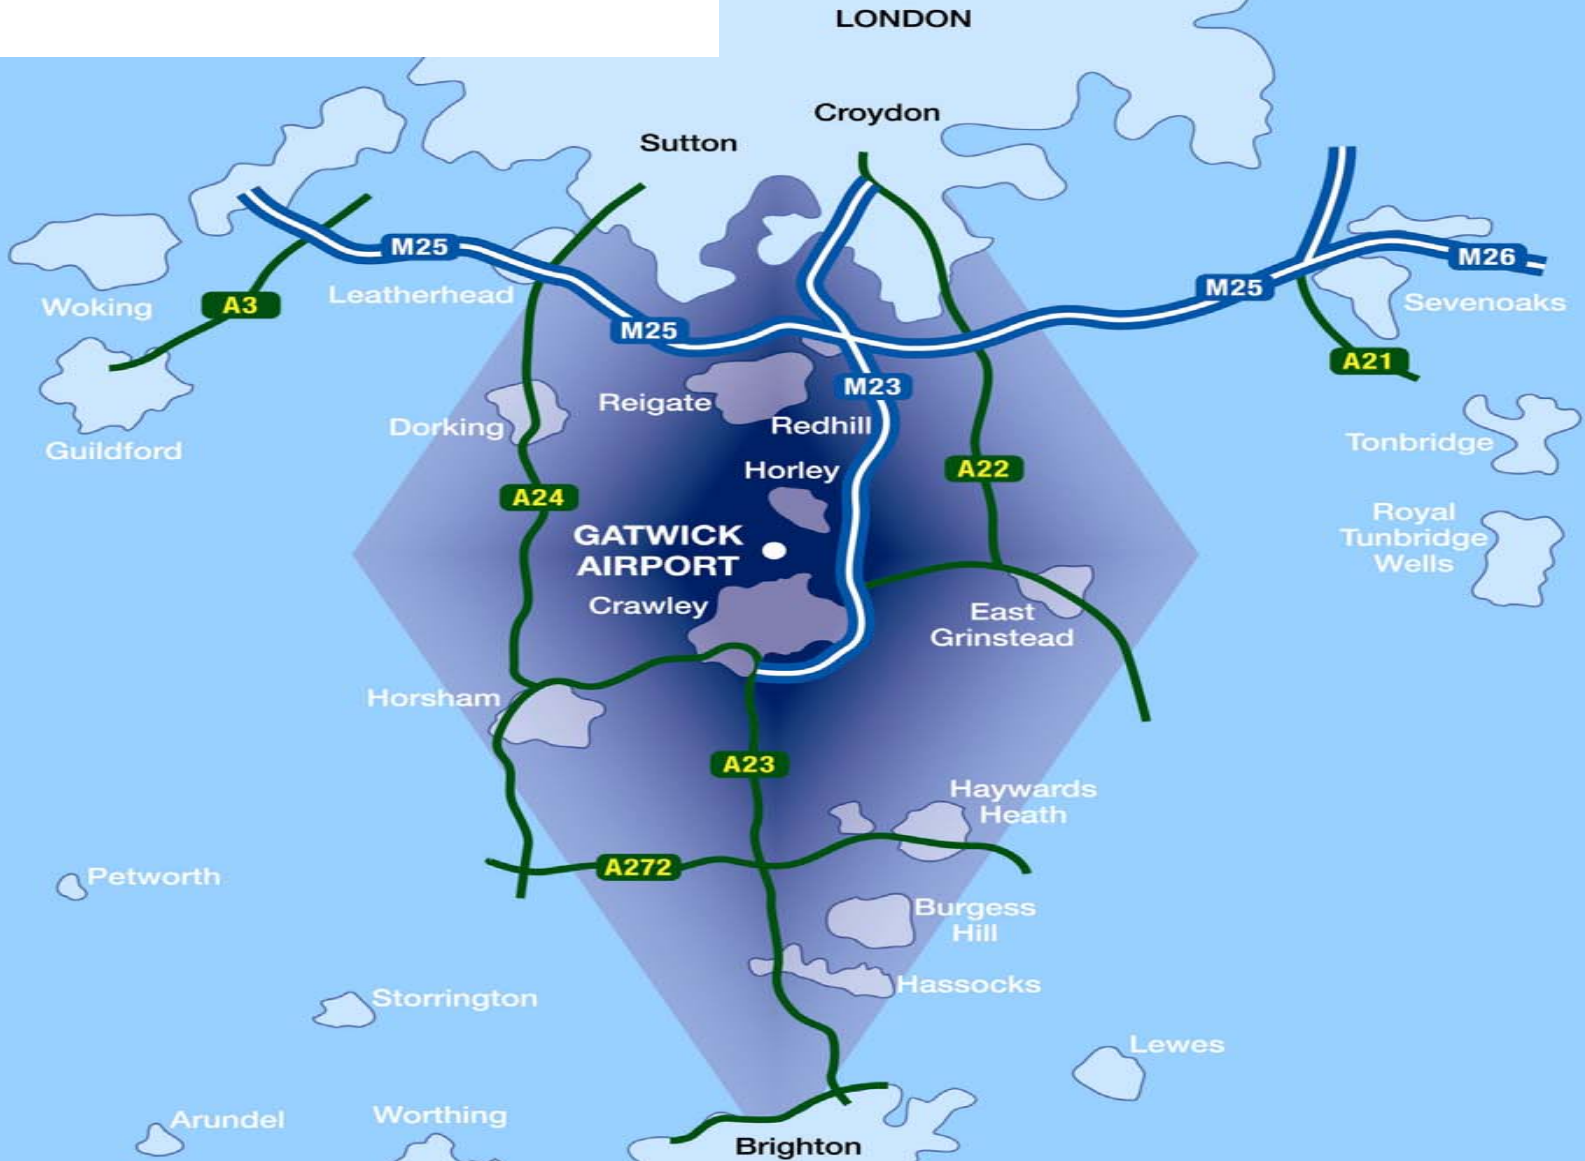 LONDON
Croydon
Sutton
M25
M26
Leatherhead
M25
Sevenoaks
Woking
A3
M25
A21
M23
Reigate
Dorking
Redhill
Guildford
Tonbridge
Horley
A22
A24
GATWICK
AIRPORT
Royal
Tunbridge
Wells
Crawley
East
Grinstead
Horsham
A23
Haywards
Heath
A272
Petworth
Burgess
Hill
Hassocks
Storrington
Lewes
Arundel
Worthing
Brighton